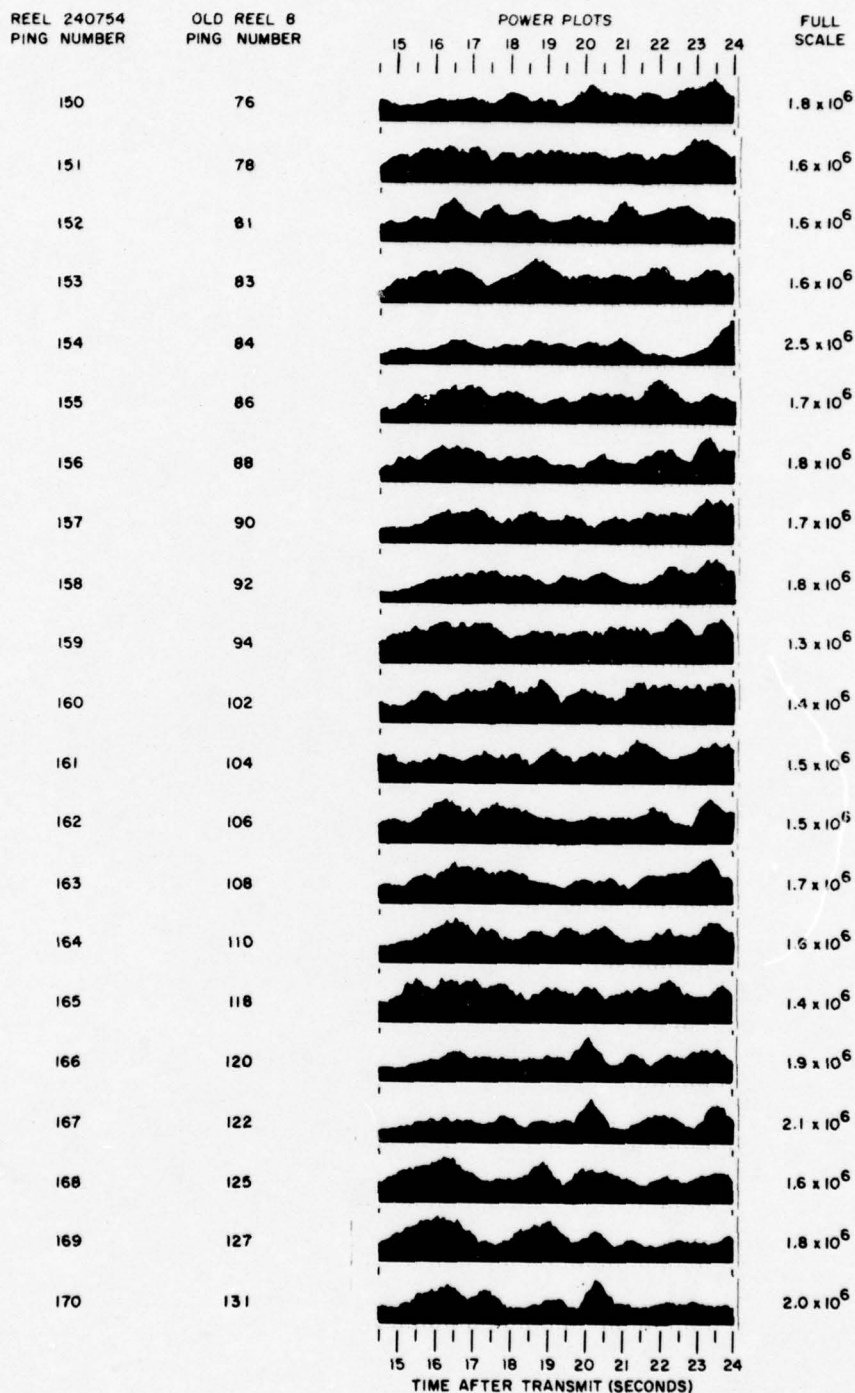 REEL 240754 OLD REEL 8 POWER PLOTS FULL
PING NUMBER PING NUMBER SCALE
15 16 17 18 19 20 21 22 23 24
150 76 1.8 x 10^6
151 78 1.6 x 10^6
152 81 1.6 x 10^6
153 83 1.6 x 10^6
154 84 2.5 x 10^6
155 86 1.7 x 10^6
156 88 1.8 x 10^6
157 90 1.7 x 10^6
158 92 1.8 x 10^6
159 94 1.3 x 10^6
160 102 1.4 x 10^6
161 104 1.5 x 10^6
162 106 1.5 x 10^6
163 108 1.7 x 10^6
164 110 1.6 x 10^6
165 118 1.4 x 10^6
166 120 1.9 x 10^6
167 122 2.1 x 10^6
168 125 1.6 x 10^6
169 127 1.8 x 10^6
170 131 2.0 x 10^6
15 16 17 18 19 20 21 22 23 24
TIME AFTER TRANSMIT (SECONDS)